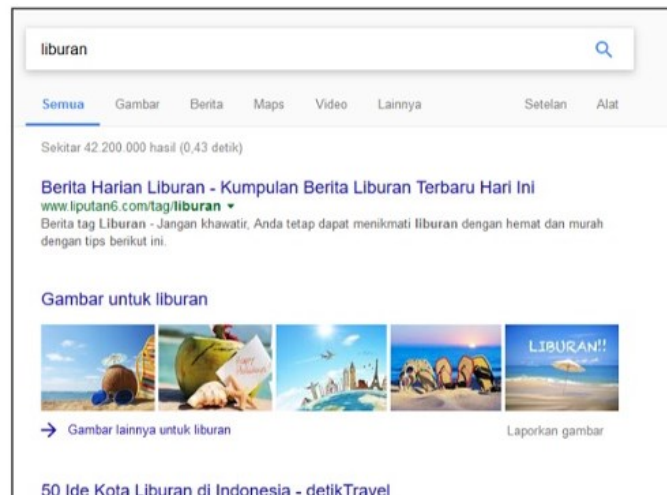 liburan
Semua Gambar Berita Maps Video Lainnya Setelan Alat
Sekitar 42.200.000 hasil (0,43 detik)
Berita Harian Liburan - Kumpulan Berita Liburan Terbaru Hari Ini
www.liputan6.com/tag/liburan
Berita tag Liburan - Jangan khawatir, Anda tetap dapat menikmati liburan dengan hemat dan murah
dengan tips berikut ini.
Gambar untuk liburan
LIBURAN!!
Gambar lainnya untuk liburan Laporkan gambar
50 Ide Kota Liburan di Indonesia - detikTravel